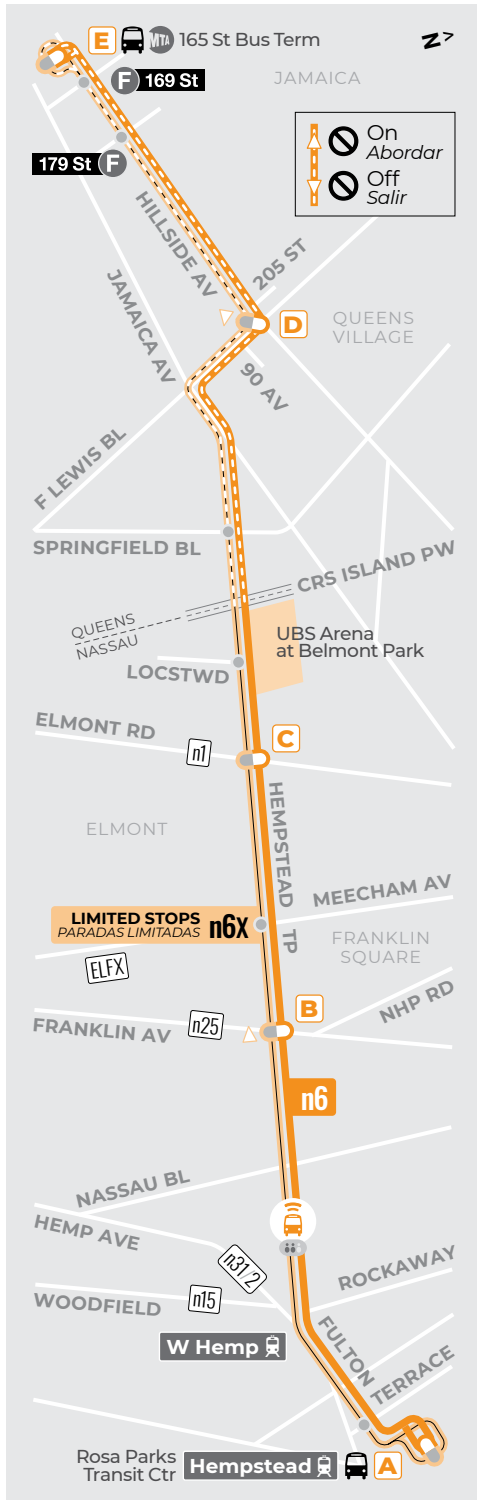 E MTA 165 St Bus Term
N
JAMAICA
F 169 St
179 St F
On
Abordar
Off
Salir
HILLSIDE AV
JAMAICA AV
205 ST
D
QUEENS
VILLAGE
90 AV
F LEWIS BL
SPRINGFIELD BL
CRS ISLAND PW
QUEENS
NASSAU
UBS Arena
at Belmont Park
LOCSTWD
ELMONT RD
n1
C
HEMPSTEAD TP
ELMONT
MEECHAM AV
LIMITED STOPS
PARADAS LIMITADAS
n6X
FRANKLIN
SQUARE
ELFX
NHP RD
FRANKLIN AV
n25
B
n6
NASSAU BL
HEMP AVE
n31/2
ROCKAWAY
WOODFIELD
n15
W Hemp
FULTON
TERRACE
Rosa Parks
Transit Ctr
Hempstead
A